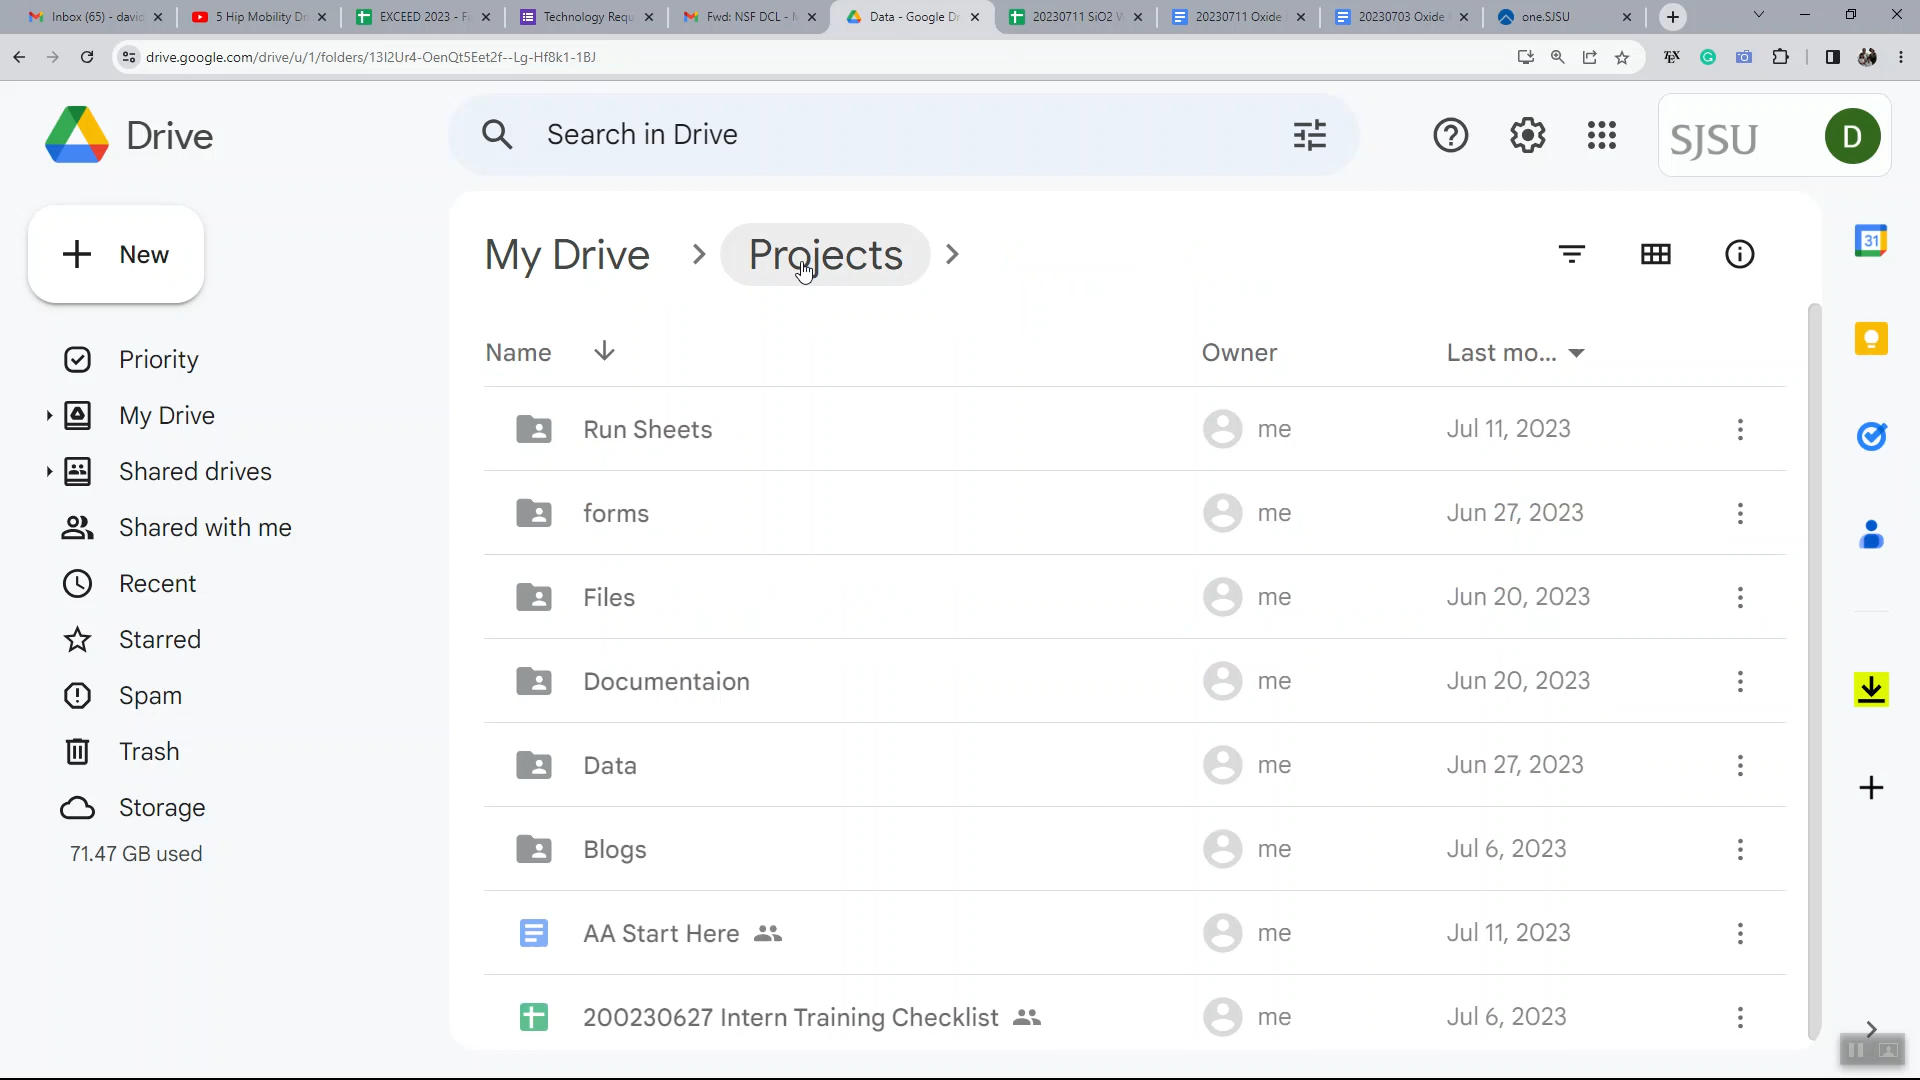 Inbox (65) - david
5 Hip Mobility Dr
EXCEED 2023 - F
Technology Requ
Fwd: NSF DCL - 
Data - Google Dr
20230711 SiO2 W
20230711 Oxide
20230703 Oxide
one.SJSU
drive.google.com/drive/u/1/folders/13I2Ur4-OenQt5Eet2f--Lg-Hf8k1-1BJ
TEX
Drive
Search in Drive
SJSU
D
New
My Drive
Projects
31
Name
Owner
Last mo...
Priority
My Drive
Shared drives
Shared with me
Recent
Starred
Spam
Trash
Storage
71.47 GB used
Run Sheets me Jul 11, 2023
forms me Jun 27, 2023
Files me Jun 20, 2023
Documentaion me Jun 20, 2023
Data me Jun 27, 2023
Blogs me Jul 6, 2023
AA Start Here me Jul 11, 2023
200230627 Intern Training Checklist me Jul 6, 2023